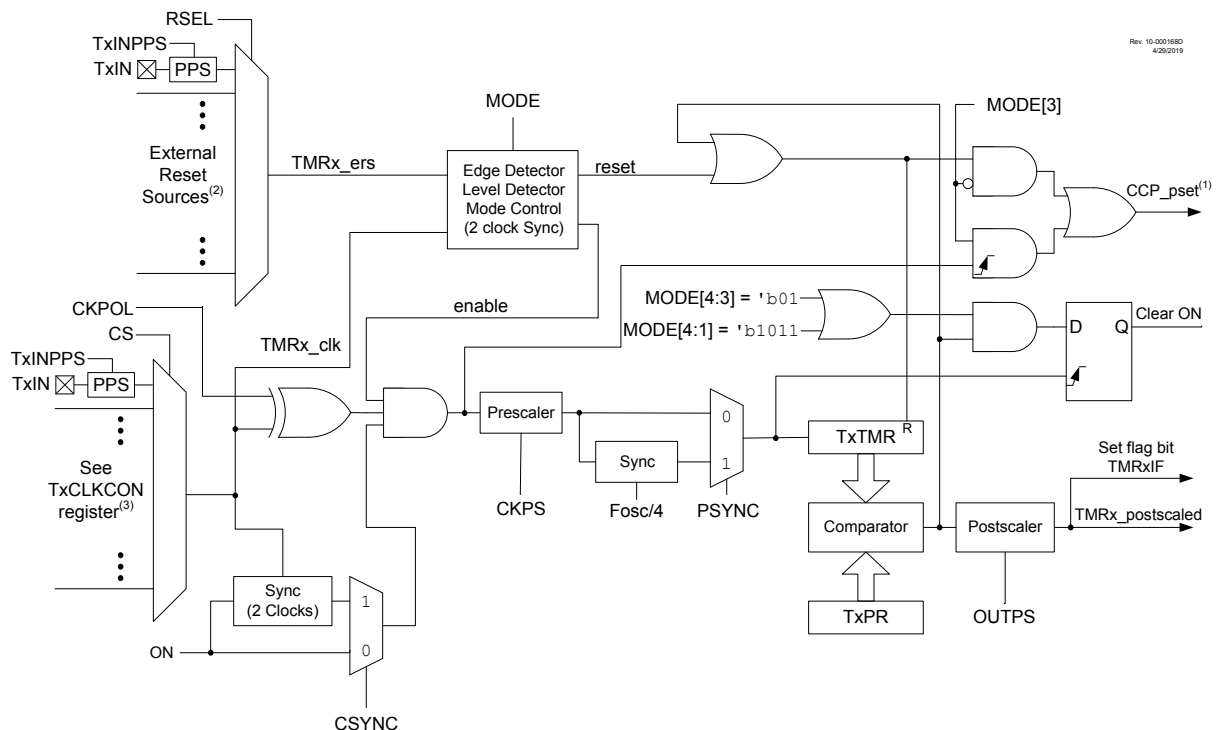 RSEL
TxINPPS
TxIN
PPS
Rev. 10-000168D
4/29/2019
MODE
MODE[3]
External
Reset
Sources(2)
TMRx_ers
Edge Detector
Level Detector
Mode Control
(2 clock Sync)
reset
CCP_pset(1)
enable
MODE[4:3] = 'b01
MODE[4:1] = 'b1011
D
Q
Clear ON
CKPOL
CS
TMRx_clk
TxINPPS
TxIN
PPS
Prescaler
0
Sync
1
TxTMR
R
See
TxCLKCON
register(3)
CKPS
Fosc/4
PSYNC
Set flag bit
TMRxIF
Comparator
Postscaler
TMRx_postscaled
Sync
(2 Clocks)
1
0
TxPR
OUTPS
ON
CSYNC